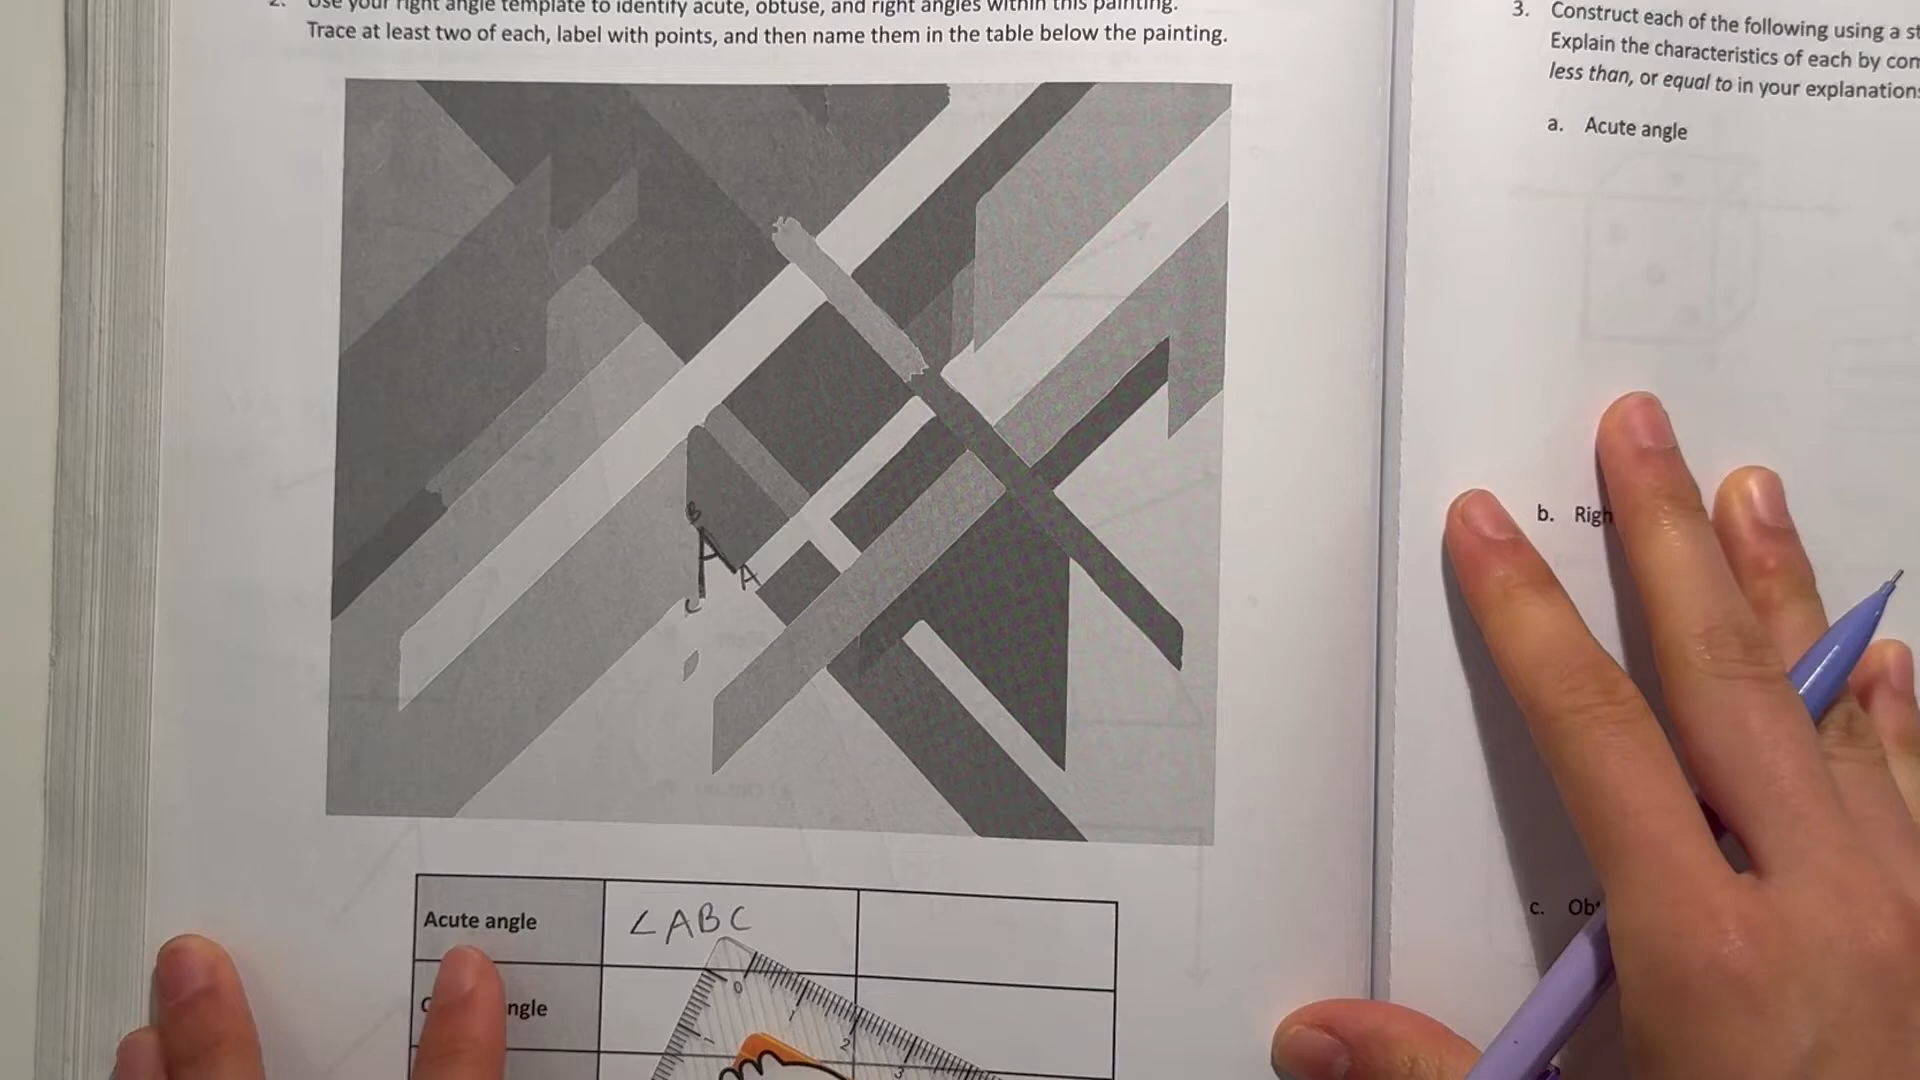 2. Use your right angle template to identify acute, obtuse, and right angles within this painting.
Trace at least two of each, label with points, and then name them in the table below the painting.
B
A
C
Acute angle
∠ABC
ngle
0
1
2
3
1
3. Construct each of the following using a st
Explain the characteristics of each by com
less than, or equal to in your explanations
a. Acute angle
b. Righ
c. Ob